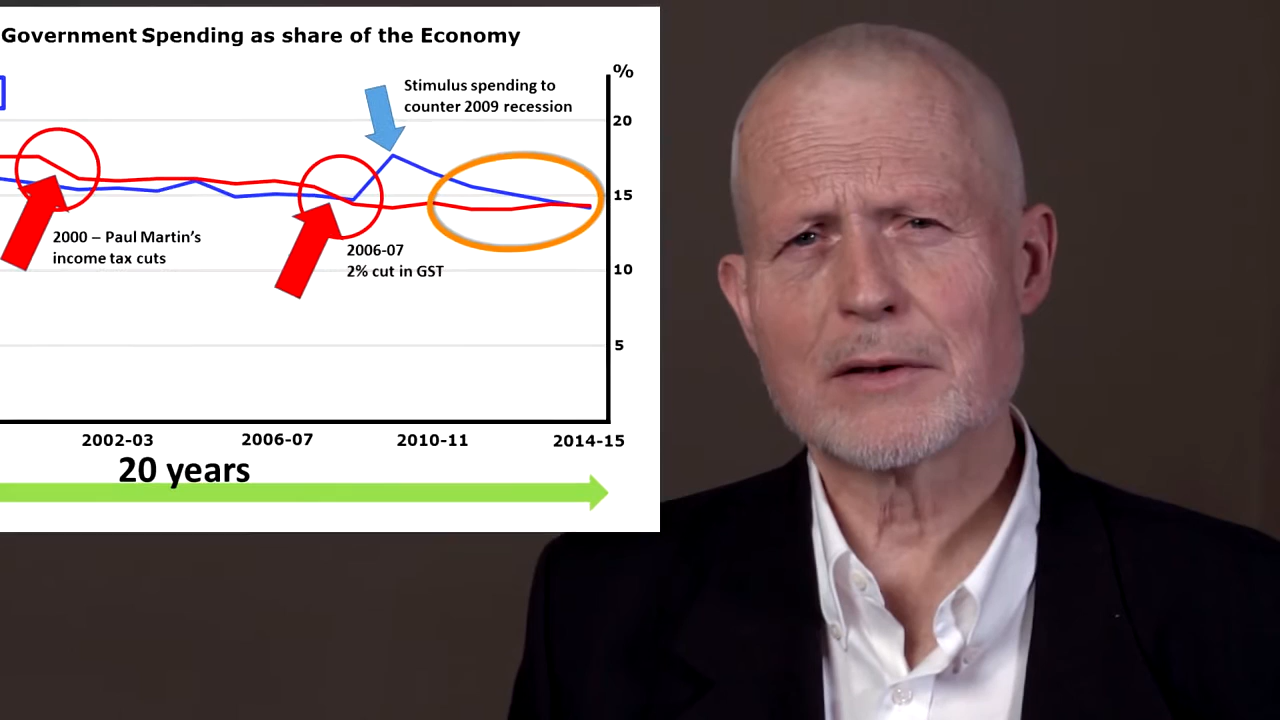 Government Spending as share of the Economy
%
Stimulus spending to
counter 2009 recession
20
15
2000 – Paul Martin's
income tax cuts
2006-07
2% cut in GST
10
5
2002-03 2006-07 2010-11 2014-15
20 years